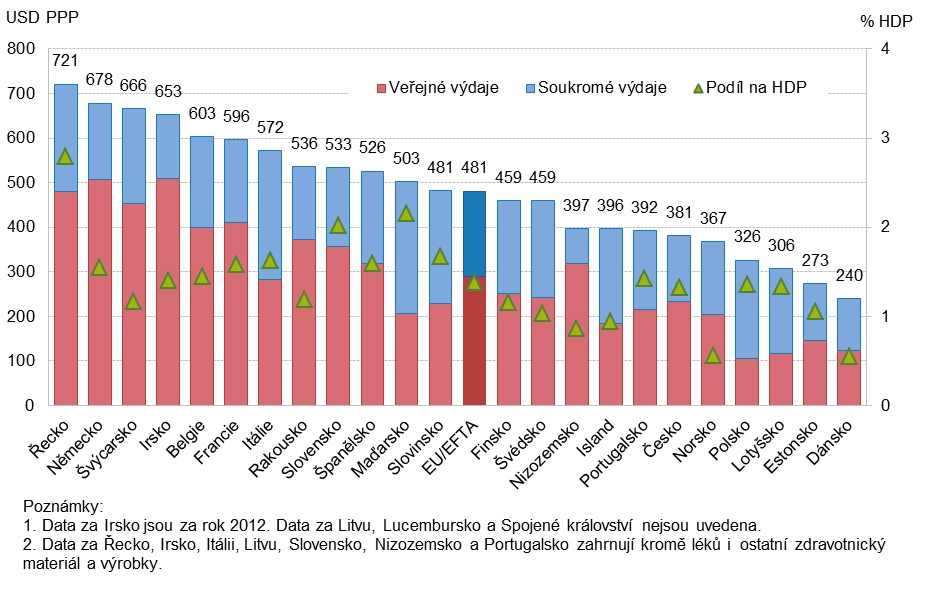 USD PPP
% HDP
800
700
600
500
400
300
200
100
0
4
3
2
1
0
Veřejné výdaje
Soukromé výdaje
Podíl na HDP
721
678
666
653
603
596
572
536
533
526
503
481
481
459
459
397
396
392
381
367
326
306
273
240
Řecko
Německo
Švýcarsko
Irsko
Belgie
Francie
Itálie
Rakousko
Slovensko
Španělsko
Maďarsko
Slovinsko
EU/EFTA
Finsko
Švédsko
Nizozemsko
Island
Portugalsko
Česko
Norsko
Polsko
Lotyšsko
Estonsko
Dánsko
Poznámky:
1. Data za Irsko jsou za rok 2012. Data za Litvu, Lucembursko a Spojené království nejsou uvedena.
2. Data za Řecko, Irsko, Itálii, Litvu, Slovensko, Nizozemsko a Portugalsko zahrnují kromě léků i ostatní zdravotnický
materiál a výrobky.